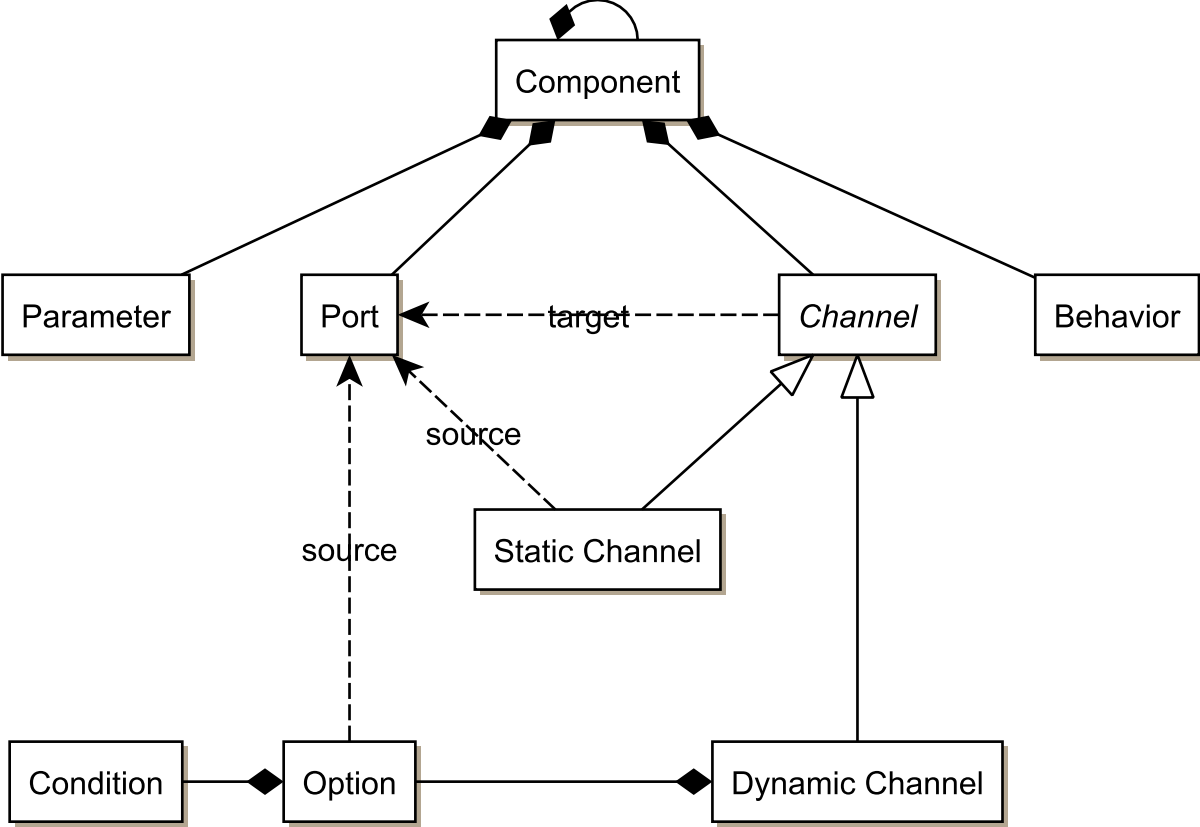 Component
Parameter
Port
target
Channel
Behavior
source
Static Channel
source
Condition
Option
Dynamic Channel